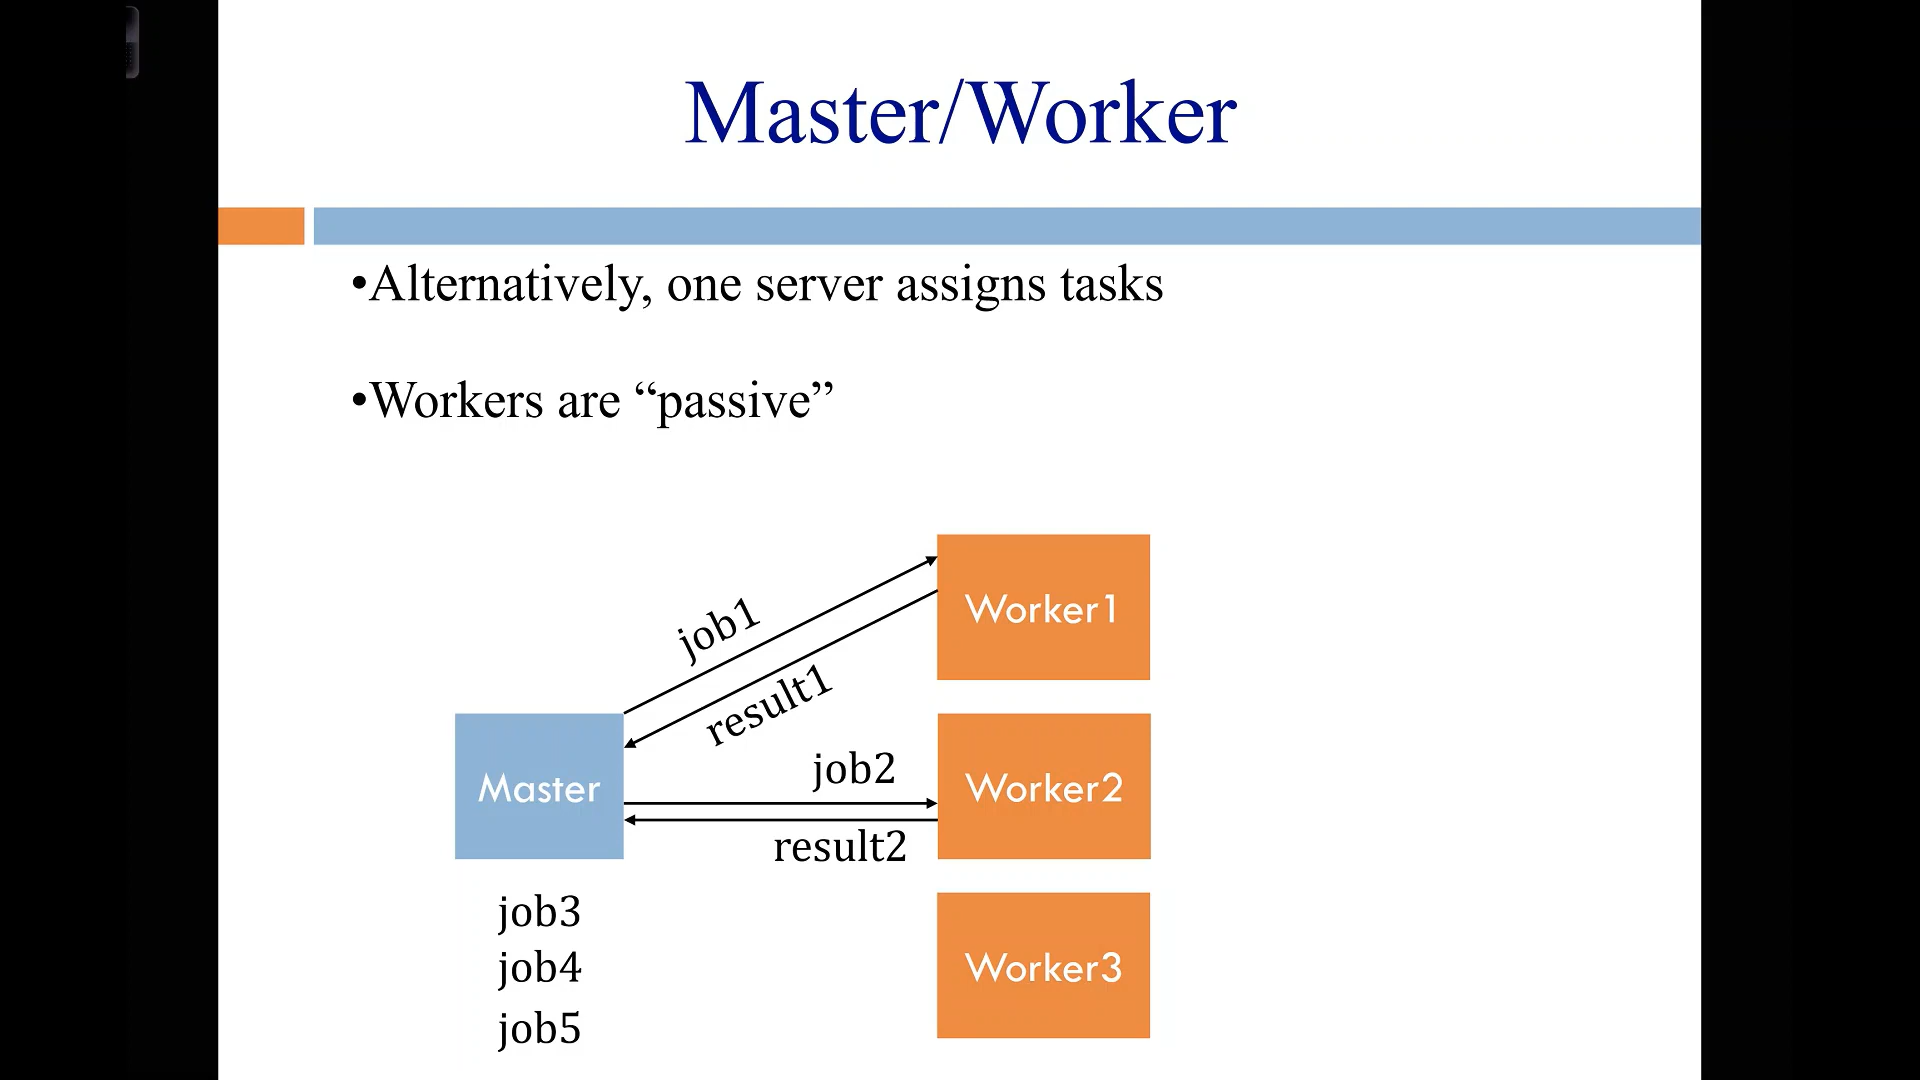 Master/Worker
•Alternatively, one server assigns tasks
•Workers are “passive”
job1
result1
Worker1
Master
job2
result2
Worker2
job3
job4
job5
Worker3